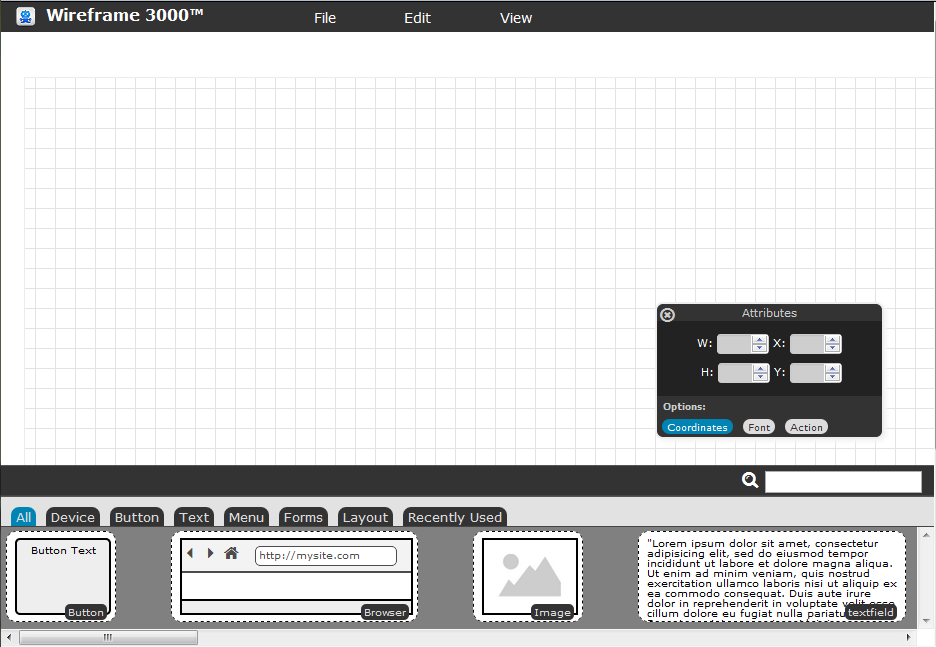 Wireframe 3000™ File Edit View
Attributes
W: X:
H: Y:
Options:
Coordinates Font Action
All Device Button Text Menu Forms Layout Recently Used
Button Text
Button
http://mysite.com
Browser
Image
"Lorem ipsum dolor sit amet, consectetur
adipisicing elit, sed do eiusmod tempor
incididunt ut labore et dolore magna aliqua.
Ut enim ad minim veniam, quis nostrud
exercitation ullamco laboris nisi ut aliquip ex
ea commodo consequat. Duis aute irure
dolor in reprehenderit in voluptate velit esse
cillum dolore eu fugiat nulla pariatu
textfield